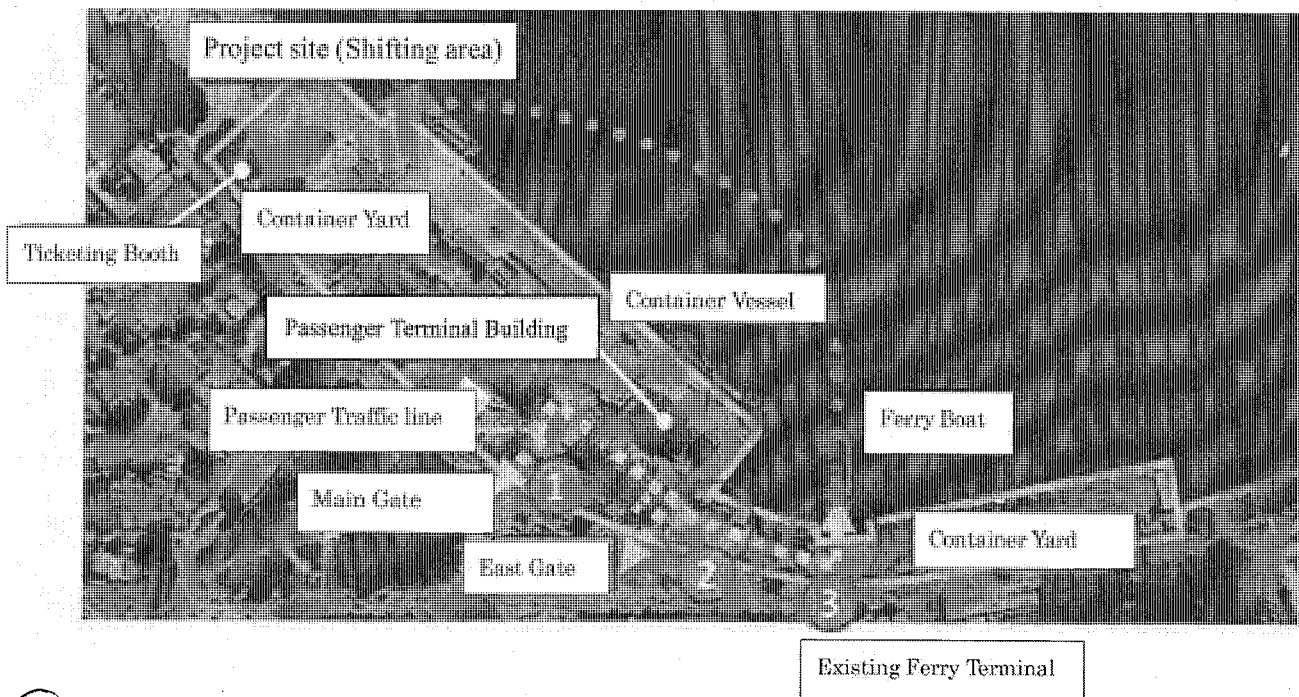 Project site (Shifting area)
Container Yard
Ticketing Booth
Container Vessel
Passenger Terminal Building
Passenger Traffic line
Ferry Boat
Main Gate
1
Container Yard
East Gate
2
3
Existing Ferry Terminal